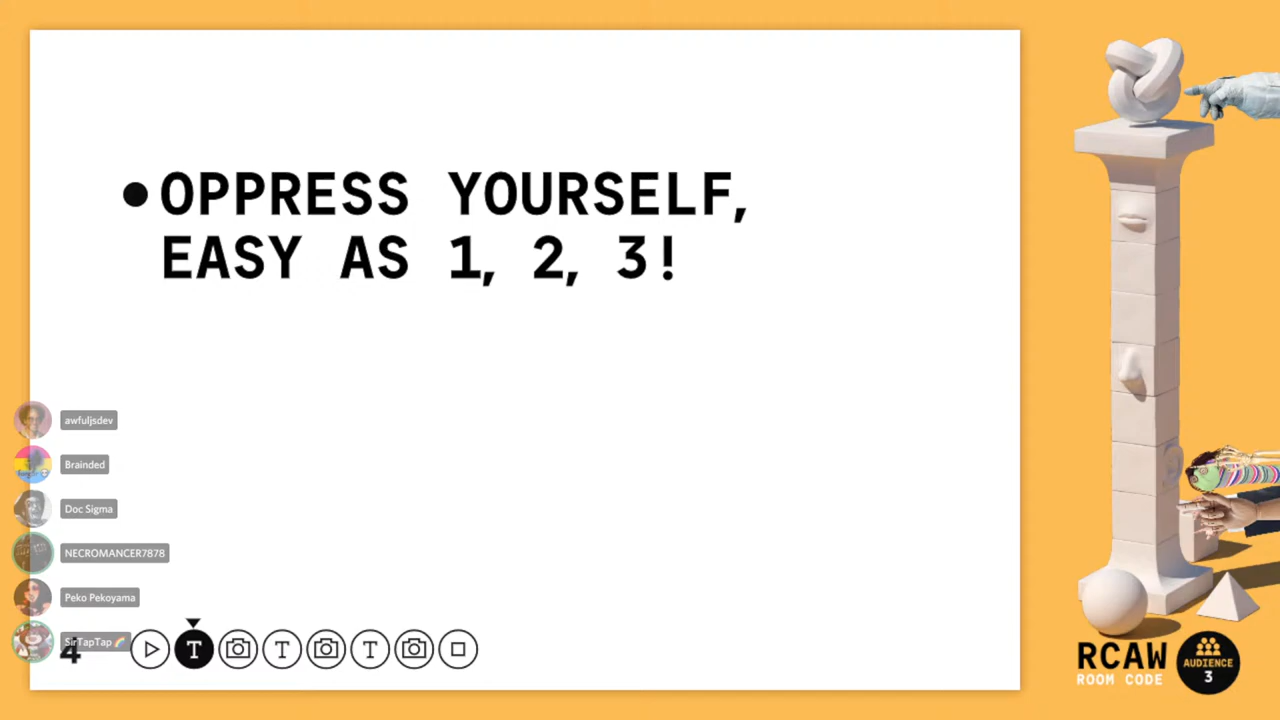 •OPPRESS YOURSELF,
EASY AS 1, 2, 3!
awfuljsdev
Brainded
Doc Sigma
NECROMANCER7878
Peko Pekoyama
SirTapTap
4
T
T
T
RCAW
ROOM CODE
AUDIENCE
3